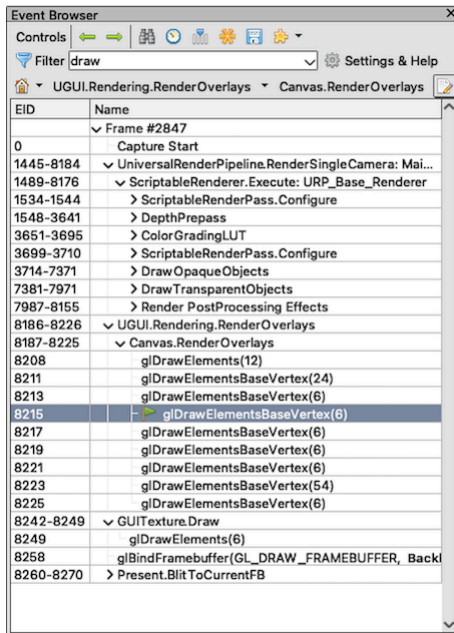 Event Browser
Controls
Filter draw Settings & Help
UGUI.Rendering.RenderOverlays Canvas.RenderOverlays
EID Name
Frame #2847
0 Capture Start
1445-8184 UniversalRenderPipeline.RenderSingleCamera: Mai...
1489-8176 ScriptableRenderer.Execute: URP_Base_Renderer
1534-1544 ScriptableRenderPass.Configure
1548-3641 DepthPrepass
3651-3695 ColorGradingLUT
3699-3710 ScriptableRenderPass.Configure
3714-7371 DrawOpaqueObjects
7381-7971 DrawTransparentObjects
7987-8155 Render PostProcessing Effects
8186-8226 UGUI.Rendering.RenderOverlays
8187-8225 Canvas.RenderOverlays
8208 glDrawElements(12)
8211 glDrawElementsBaseVertex(24)
8213 glDrawElementsBaseVertex(6)
8215 glDrawElementsBaseVertex(6)
8217 glDrawElementsBaseVertex(6)
8219 glDrawElementsBaseVertex(6)
8221 glDrawElementsBaseVertex(6)
8223 glDrawElementsBaseVertex(54)
8225 glDrawElementsBaseVertex(6)
8242-8249 GUITexture.Draw
8249 glDrawElements(6)
8258 glBindFramebuffer(GL_DRAW_FRAMEBUFFER, Backl
8260-8270 Present.BlitToCurrentFB